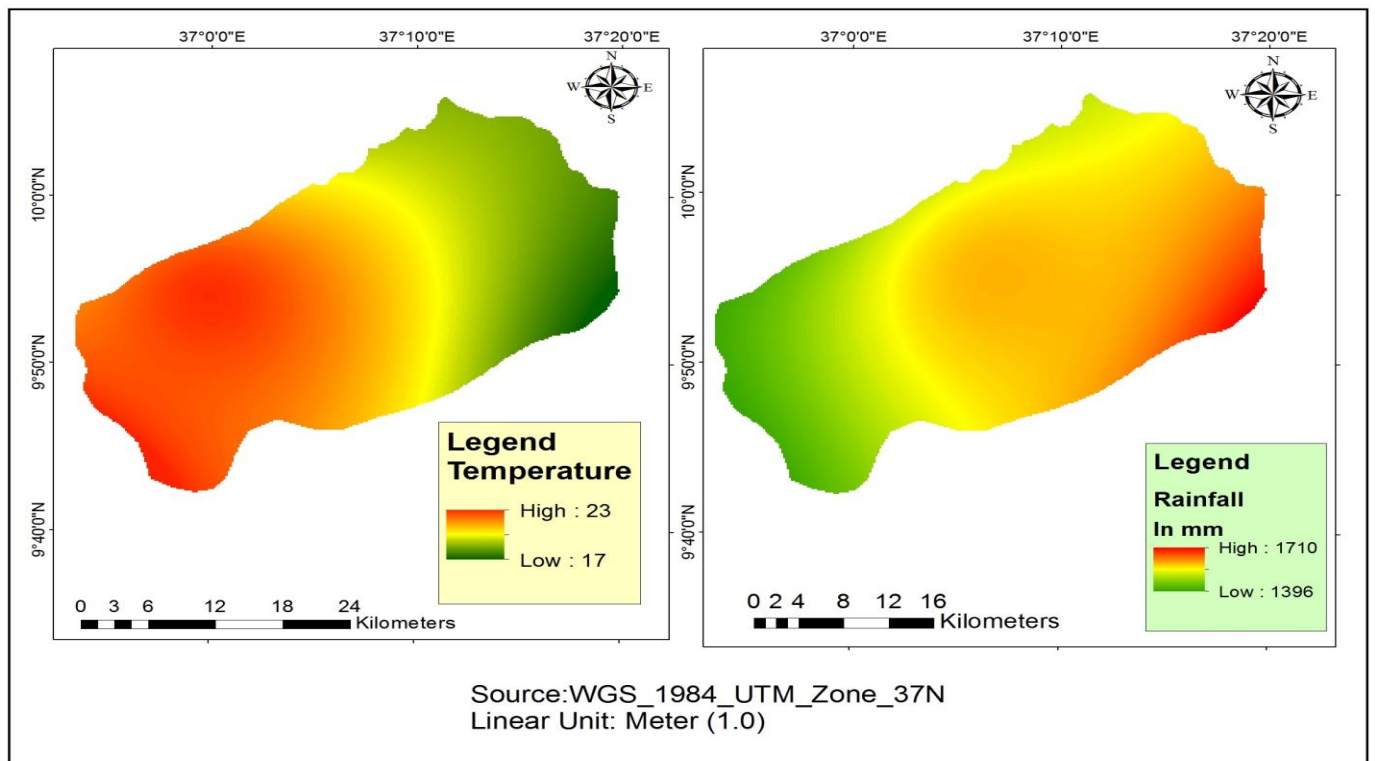 37°0'0"E 37°10'0"E 37°20'0"E
N
W E
S
10°0'0"N
9°50'0"N
9°40'0"N
Legend
Temperature
High : 23
Low : 17
0 3 6 12 18 24
Kilometers
37°0'0"E 37°10'0"E 37°20'0"E
N
W E
S
10°0'0"N
9°50'0"N
9°40'0"N
Legend
Rainfall
In mm
High : 1710
Low : 1396
0 2 4 8 12 16
Kilometers
Source:WGS_1984_UTM_Zone_37N
Linear Unit: Meter (1.0)